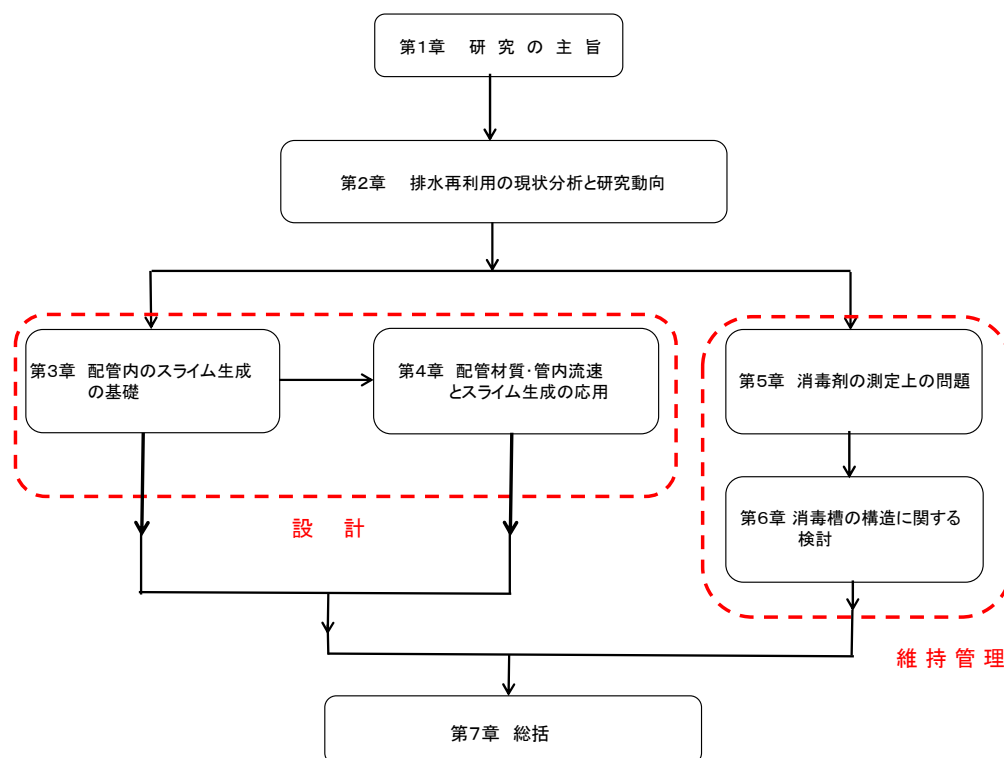 第1章 研 究 の 主 旨
第2章 排水再利用の現状分析と研究動向
第3章 配管内のスライム生成
の基礎
第4章 配管材質・管内流速
とスライム生成の応用
設 計
第5章 消毒剤の測定上の問題
第6章 消毒槽の構造に関する
検討
維 持 管 理
第7章 総括